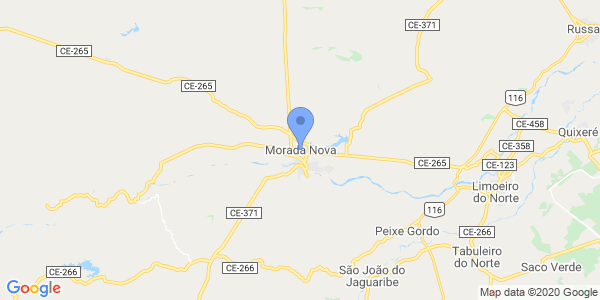 CE-371
Russa
CE-265
CE-265
116
CE-458
Quixeré
CE-358
Morada Nova
CE-265
CE-123
Limoeiro
do Norte
CE-371
116
Peixe Gordo
CE-266
Tabuleiro
do Norte
CE-266
CE-266
São João do
Jaguaribe
Saco Verde
CE-266
Google
Map data ©2020 Google